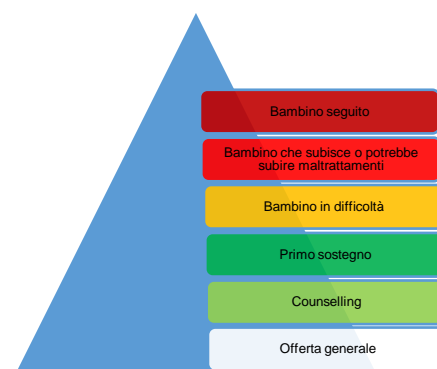 Bambino seguito
Bambino che subisce o potrebbe
subire maltrattamenti
Bambino in difficoltà
Primo sostegno
Counselling
Offerta generale